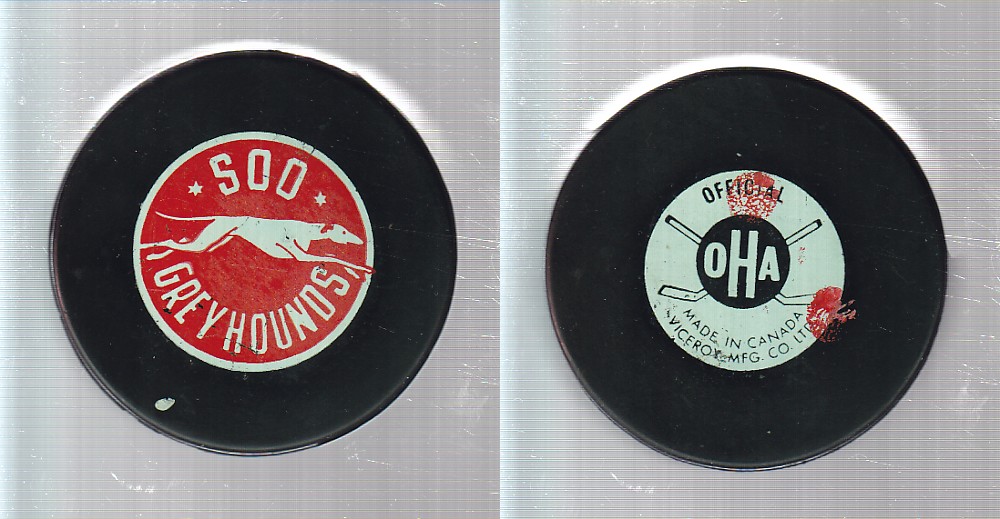 SOO
GREYHOUNDS
OFFICIAL
OHA
MADE IN CANADA
VICEROY MFG. CO. LTD